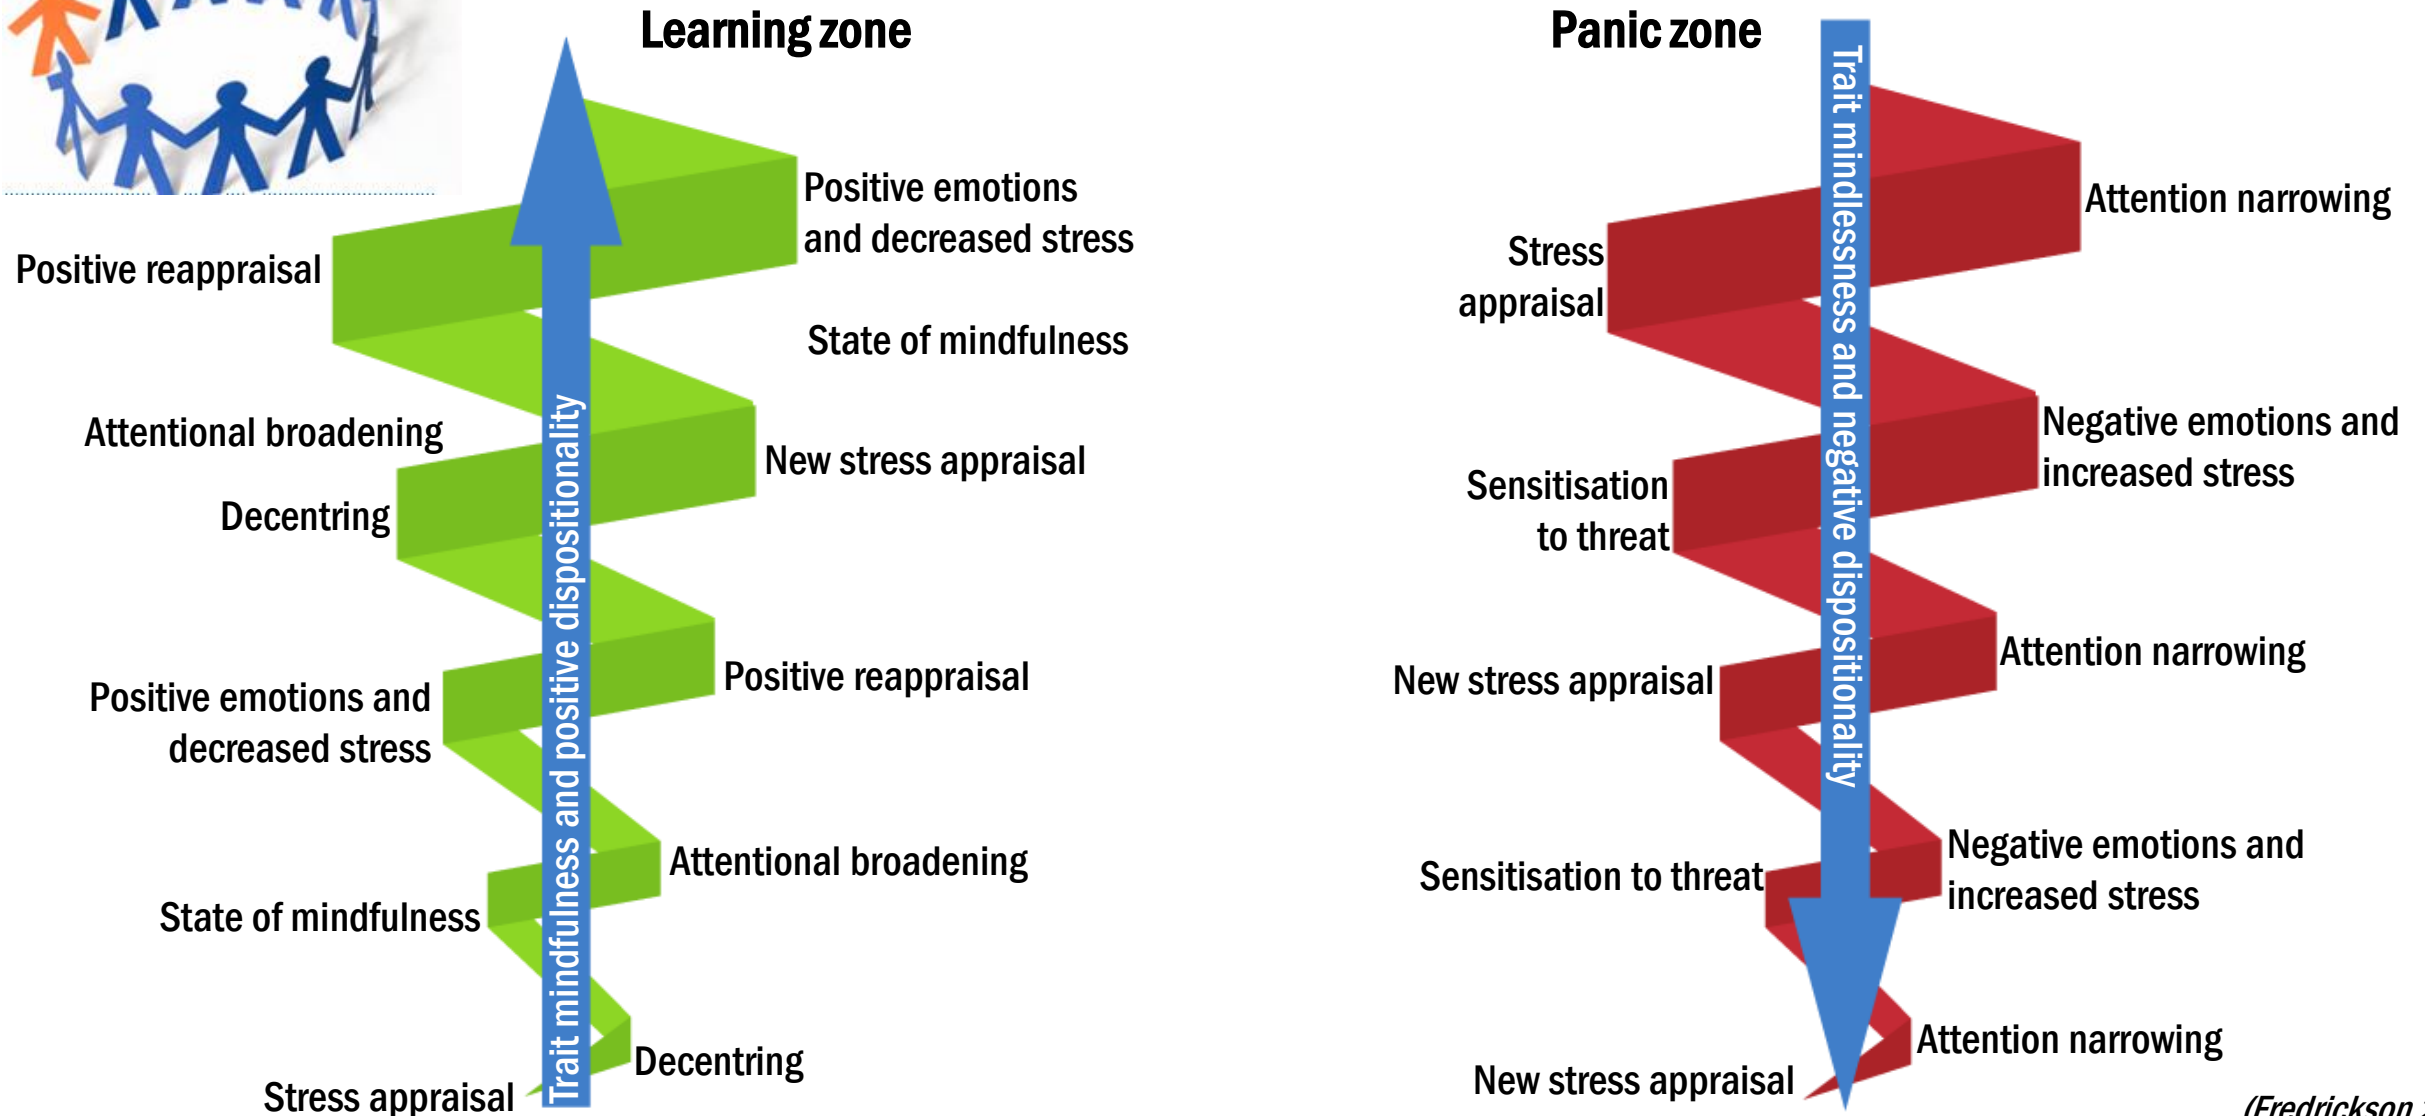 Learning zone
Positive emotions
and decreased stress
Positive reappraisal
State of mindfulness
Attentional broadening
New stress appraisal
Decentring
Positive reappraisal
Positive emotions and
decreased stress
Attentional broadening
State of mindfulness
Decentring
Stress appraisal
Trait mindfulness and positive dispositionality
Panic zone
Trait mindlessness and negative dispositionality
Attention narrowing
Stress
appraisal
Negative emotions and
increased stress
Sensitisation
to threat
Attention narrowing
New stress appraisal
Negative emotions and
increased stress
Sensitisation to threat
Attention narrowing
New stress appraisal
(Fredrickson